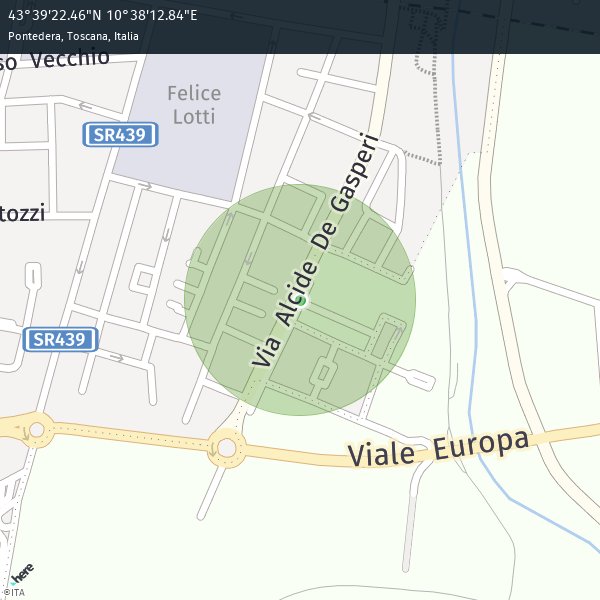 43°39'22.46"N 10°38'12.84"E
Pontedera, Toscana, Italia
so Vecchio
Felice
Lotti
SR439
tozzi
Via Alcide De Gasperi
SR439
Viale Europa
here
©ITA